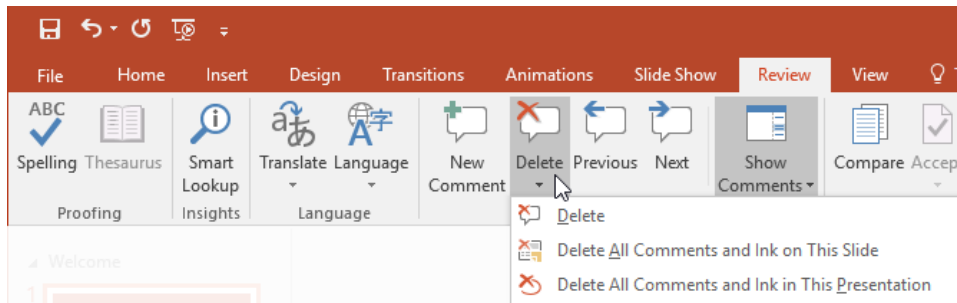 File Home Insert Design Transitions Animations Slide Show Review View
ABC
Spelling Thesaurus Smart Lookup Translate Language New Comment Delete Previous Next Show Comments Compare
Proofing Insights Language
Delete
Delete All Comments and Ink on This Slide
Delete All Comments and Ink in This Presentation
Welcome
1